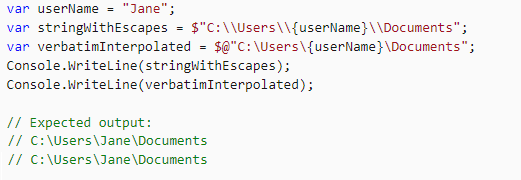 var userName = "Jane";
var stringWithEscapes = $"C:\\Users\\{userName}\\Documents";
var verbatimInterpolated = $@"C:\Users\{userName}\Documents";
Console.WriteLine(stringWithEscapes);
Console.WriteLine(verbatimInterpolated);
// Expected output:
// C:\Users\Jane\Documents
// C:\Users\Jane\Documents